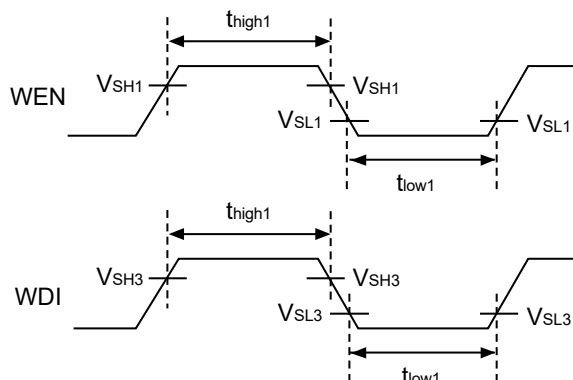 thigh1
WEN
VSH1
VSH1
VSL1
VSL1
tlow1
thigh1
WDI
VSH3
VSH3
VSL3
VSL3
tlow1